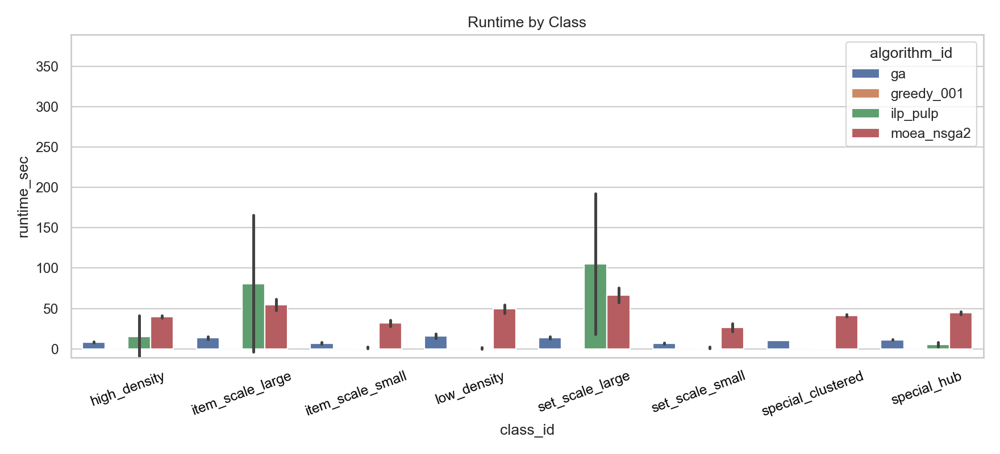 Runtime by Class
algorithm_id
ga
greedy_001
ilp_pulp
moea_nsga2
runtime_sec
350
300
250
200
150
100
50
0
high_density
item_scale_large
item_scale_small
low_density
set_scale_large
set_scale_small
special_clustered
special_hub
class_id